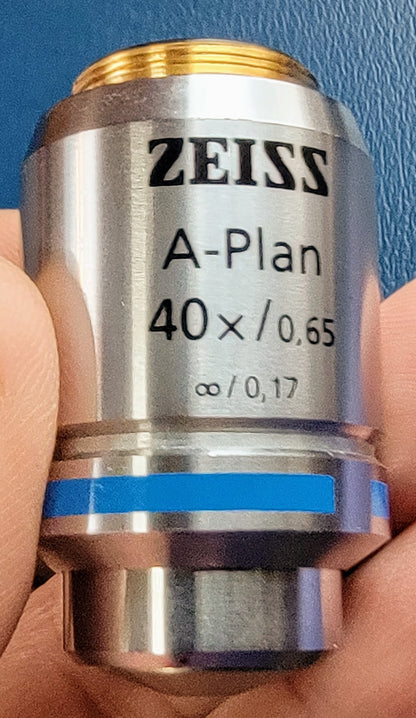 ZEISS
A-Plan
40×/0,65
∞/0,17